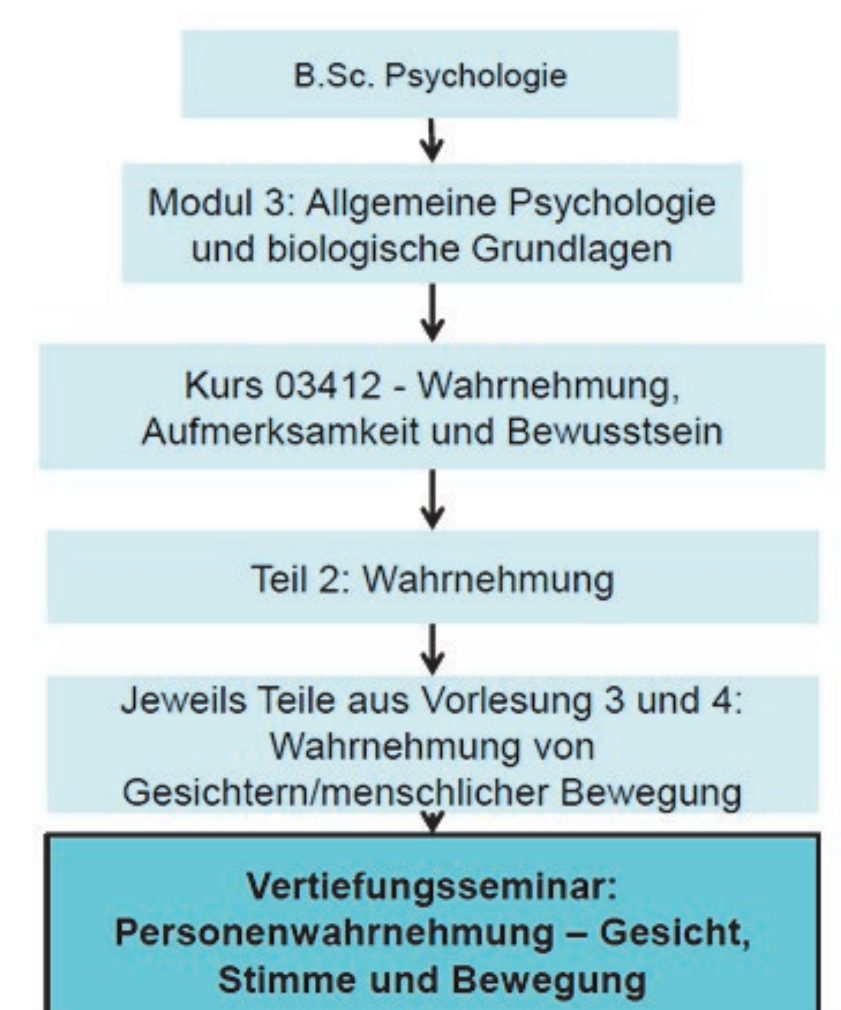 B.Sc. Psychologie
Modul 3: Allgemeine Psychologie
und biologische Grundlagen
Kurs 03412 - Wahrnehmung,
Aufmerksamkeit und Bewusstsein
Teil 2: Wahrnehmung
Jeweils Teile aus Vorlesung 3 und 4:
Wahrnehmung von
Gesichtern/menschlicher Bewegung
Vertiefungsseminar:
Personenwahrnehmung – Gesicht,
Stimme und Bewegung